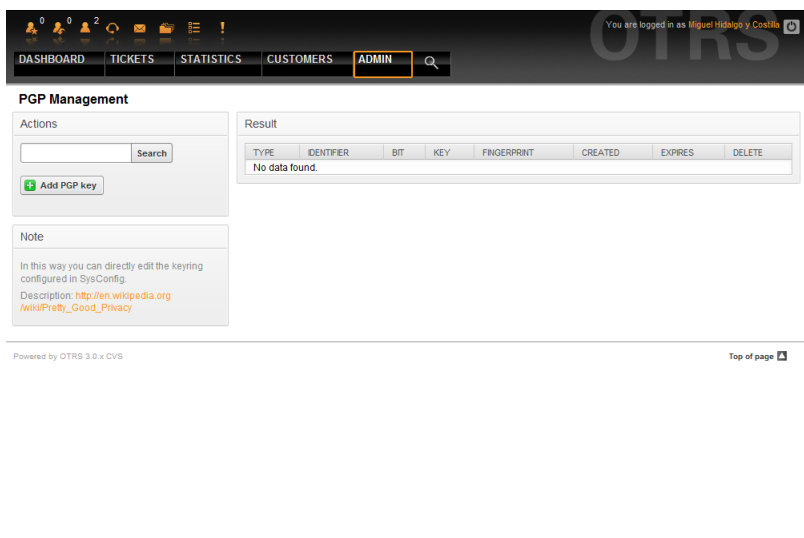 0 0 2
OTRS
You are logged in as Miguel Hidalgo y Costilla
DASHBOARD TICKETS STATISTICS CUSTOMERS ADMIN
PGP Management
Actions
Search
Add PGP key
Note
In this way you can directly edit the keyring
configured in SysConfig.
Description: http://en.wikipedia.org
/wiki/Pretty_Good_Privacy
Result
TYPE IDENTIFIER BIT KEY FINGERPRINT CREATED EXPIRES DELETE
No data found.
Powered by OTRS 3.0.x CVS
Top of page